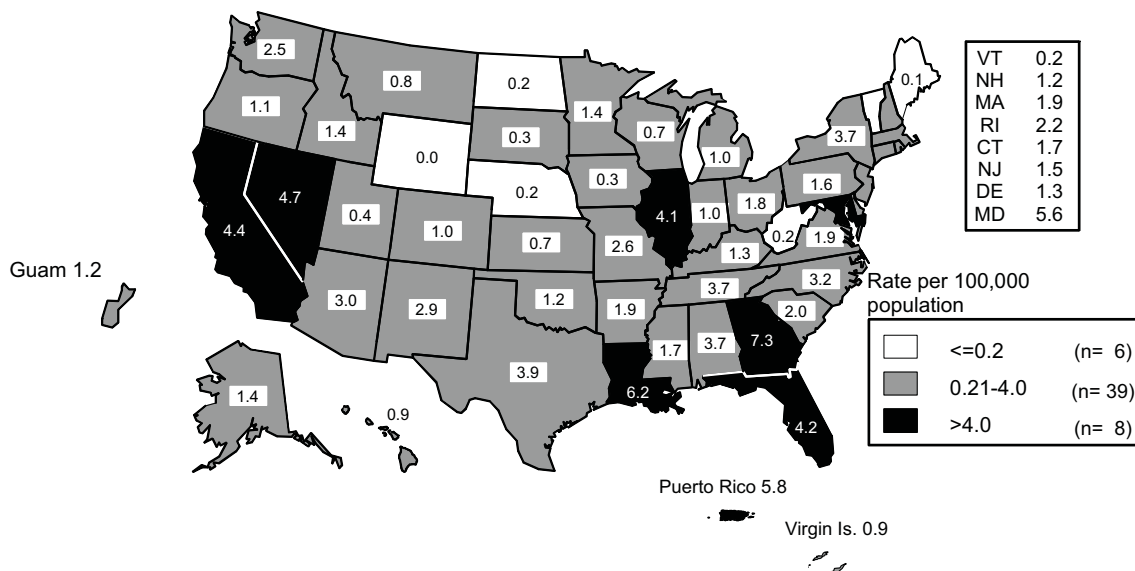 2.5
0.8
0.2
1.4
0.1
1.1
1.4
0.3
0.7
3.7
0.0
1.0
0.3
1.6
0.2
4.7
0.4
1.0
4.1
1.0
1.8
0.2
1.9
4.4
0.7
2.6
1.3
3.0
2.9
1.2
1.9
3.7
3.2
2.0
3.9
1.7
3.7
7.3
6.2
4.2
1.4
0.9
Guam 1.2
Puerto Rico 5.8
Virgin Is. 0.9
VT 0.2
NH 1.2
MA 1.9
RI 2.2
CT 1.7
NJ 1.5
DE 1.3
MD 5.6
Rate per 100,000
population
<=0.2 (n= 6)
0.21-4.0 (n= 39)
>4.0 (n= 8)